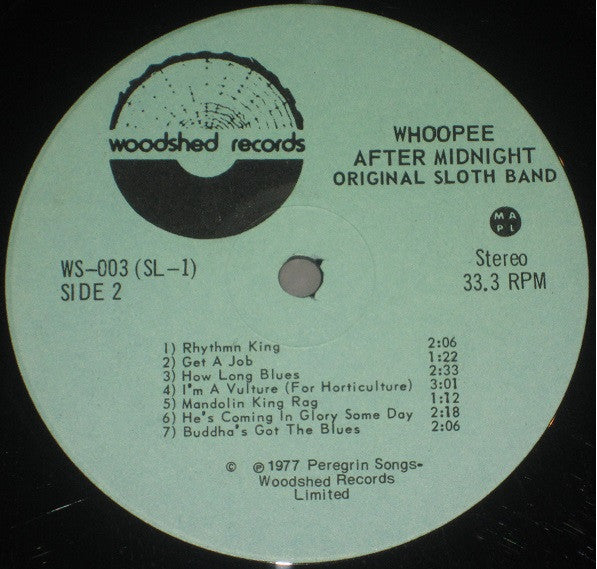 woodshed records
WHOOPEE
AFTER MIDNIGHT
ORIGINAL SLOTH BAND
M A
P L
WS-003 (SL-1)
SIDE 2
Stereo
33.3 RPM
1) Rhythmn King 2:06
2) Get A Job 1:22
3) How Long Blues 2:33
4) I'm A Vulture (For Horticulture) 3:01
5) Mandolin King Rag 1:12
6) He's Coming In Glory Some Day 2:18
7) Buddha's Got The Blues 2:06
© ℗ 1977 Peregrin Songs-
Woodshed Records
Limited